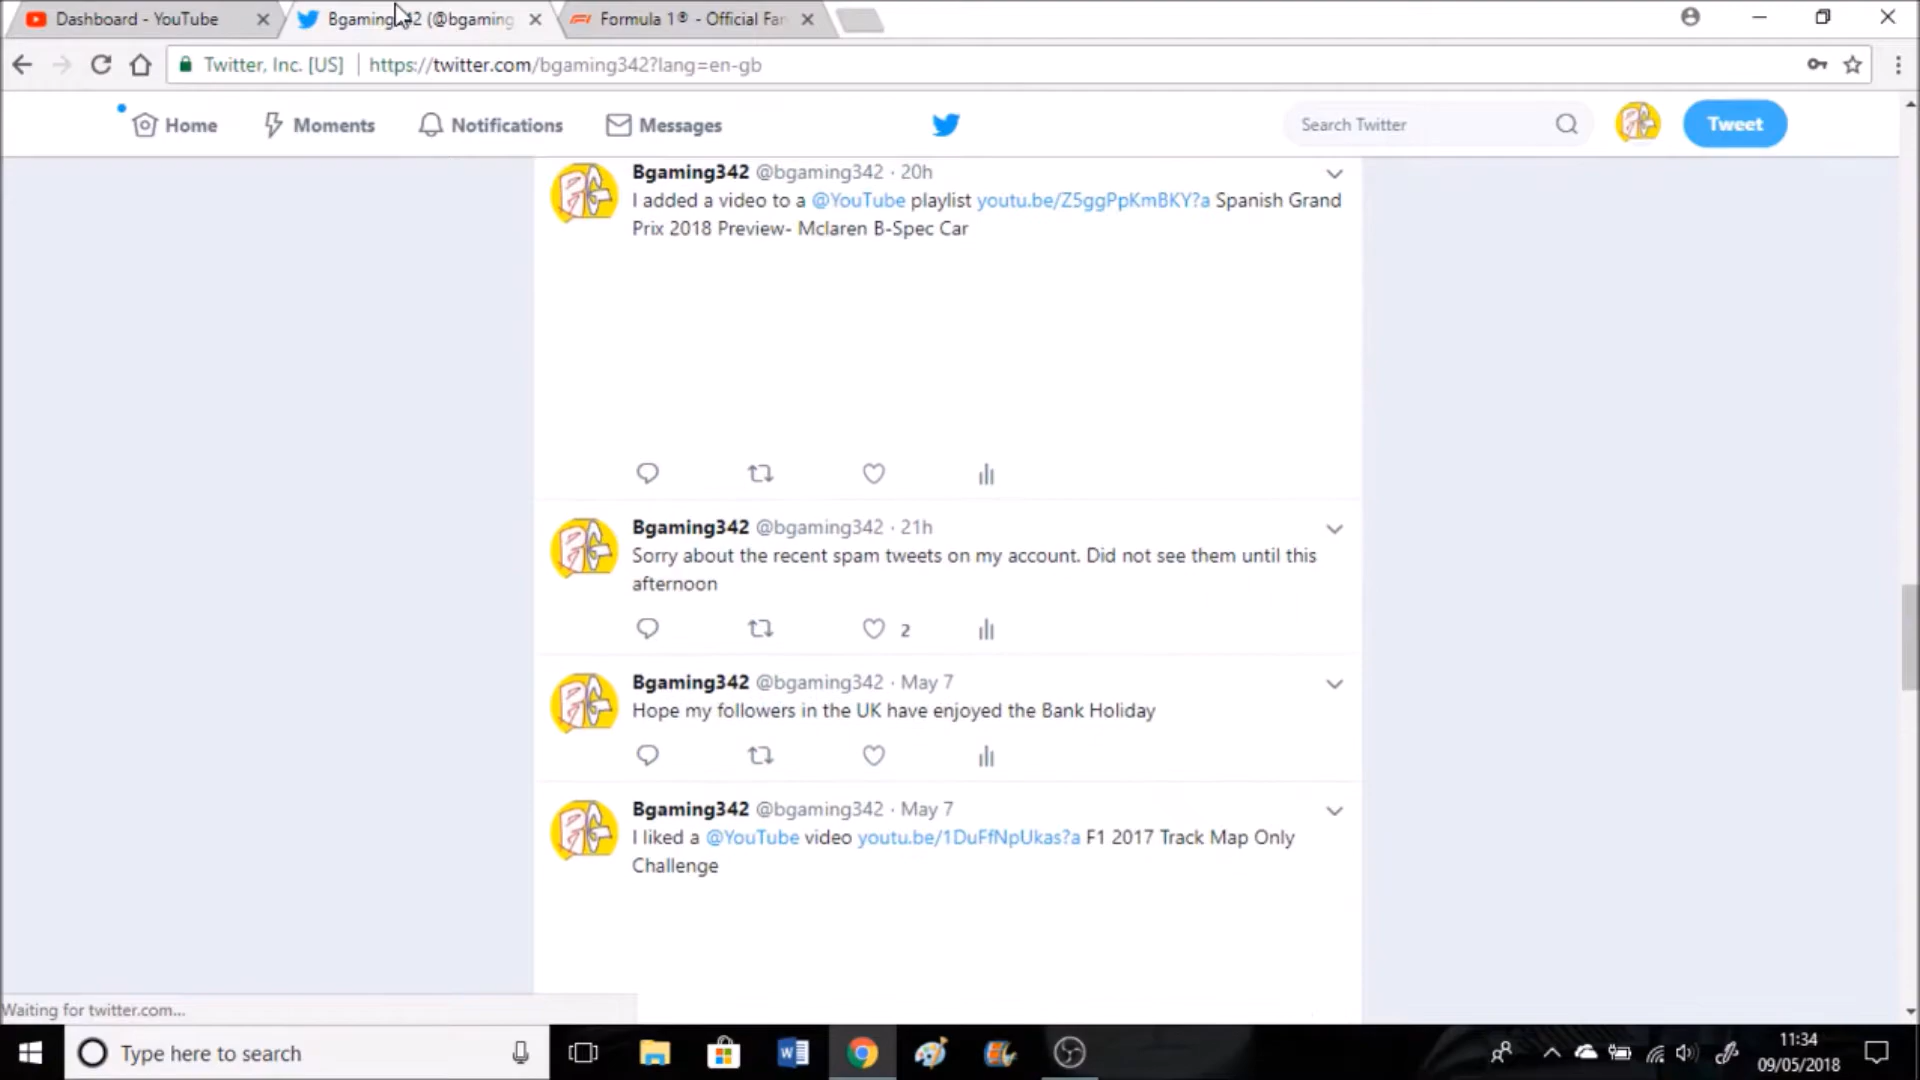 Dashboard - YouTube
Bgaming342 (@bgaming
Formula 1® - Official Fan
Twitter, Inc. [US]
https://twitter.com/bgaming342?lang=en-gb
Home
Moments
Notifications
Messages
Search Twitter
Tweet
Bgaming342 @bgaming342 · 20h
I added a video to a @YouTube playlist youtu.be/Z5ggPpKmBKY?a Spanish Grand
Prix 2018 Preview- Mclaren B-Spec Car
Bgaming342 @bgaming342 · 21h
Sorry about the recent spam tweets on my account. Did not see them until this
afternoon
2
Bgaming342 @bgaming342 · May 7
Hope my followers in the UK have enjoyed the Bank Holiday
Bgaming342 @bgaming342 · May 7
I liked a @YouTube video youtu.be/1DuFfNpUkas?a F1 2017 Track Map Only
Challenge
Waiting for twitter.com...
Type here to search
11:34
09/05/2018